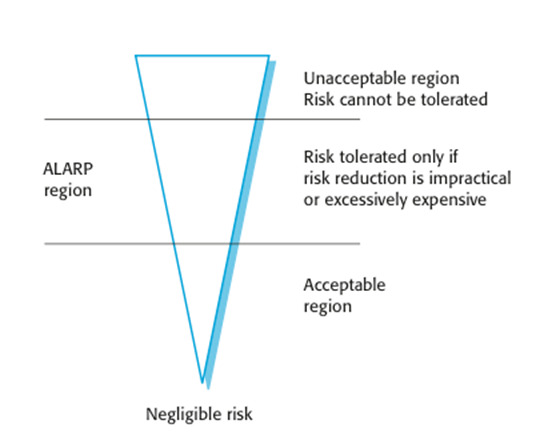 Unacceptable region
Risk cannot be tolerated
ALARP
region
Risk tolerated only if
risk reduction is impractical
or excessively expensive
Acceptable
region
Negligible risk